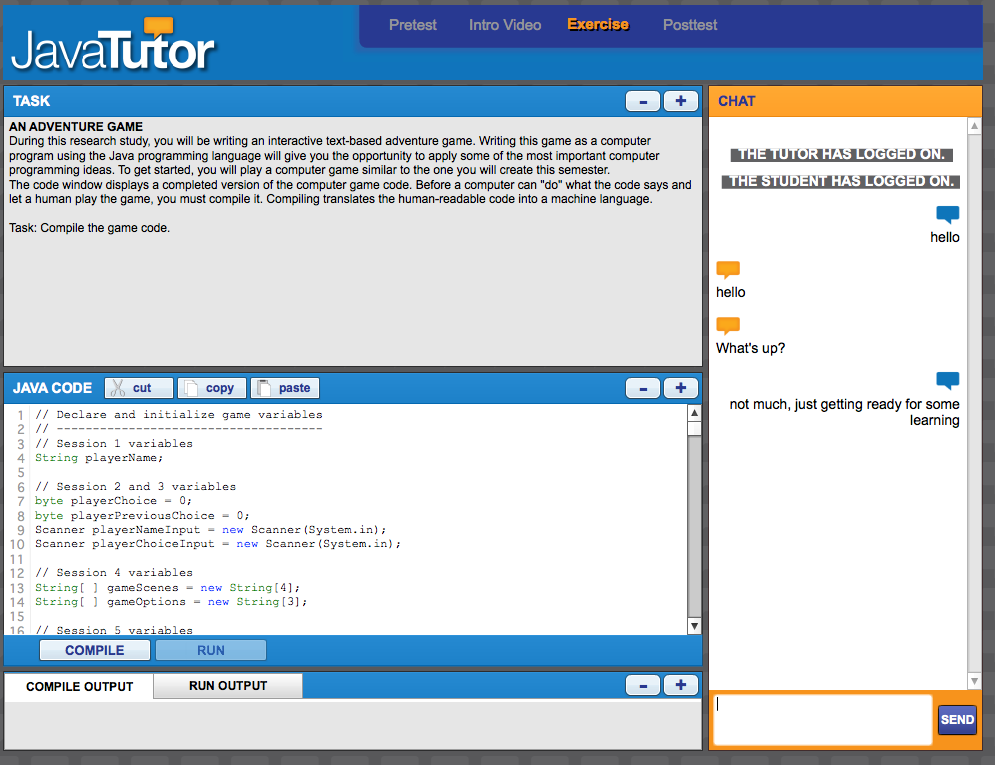 JavaTutor
Pretest Intro Video Exercise Posttest
TASK
- +
AN ADVENTURE GAME
During this research study, you will be writing an interactive text-based adventure game. Writing this game as a computer
program using the Java programming language will give you the opportunity to apply some of the most important computer
programming ideas. To get started, you will play a computer game similar to the one you will create this semester.
The code window displays a completed version of the computer game code. Before a computer can "do" what the code says and
let a human play the game, you must compile it. Compiling translates the human-readable code into a machine language.
Task: Compile the game code.
JAVA CODE cut copy paste
- +
1 // Declare and initialize game variables
2 // -------------------------------------
3 // Session 1 variables
4 String playerName;
5
6 // Session 2 and 3 variables
7 byte playerChoice = 0;
8 byte playerPreviousChoice = 0;
9 Scanner playerNameInput = new Scanner(System.in);
10 Scanner playerChoiceInput = new Scanner(System.in);
11
12 // Session 4 variables
13 String[ ] gameScenes = new String[4];
14 String[ ] gameOptions = new String[3];
15
16 // Session 5 variables
COMPILE RUN
COMPILE OUTPUT RUN OUTPUT
- +
CHAT
THE TUTOR HAS LOGGED ON.
THE STUDENT HAS LOGGED ON.
hello
hello
What's up?
not much, just getting ready for some
learning
SEND